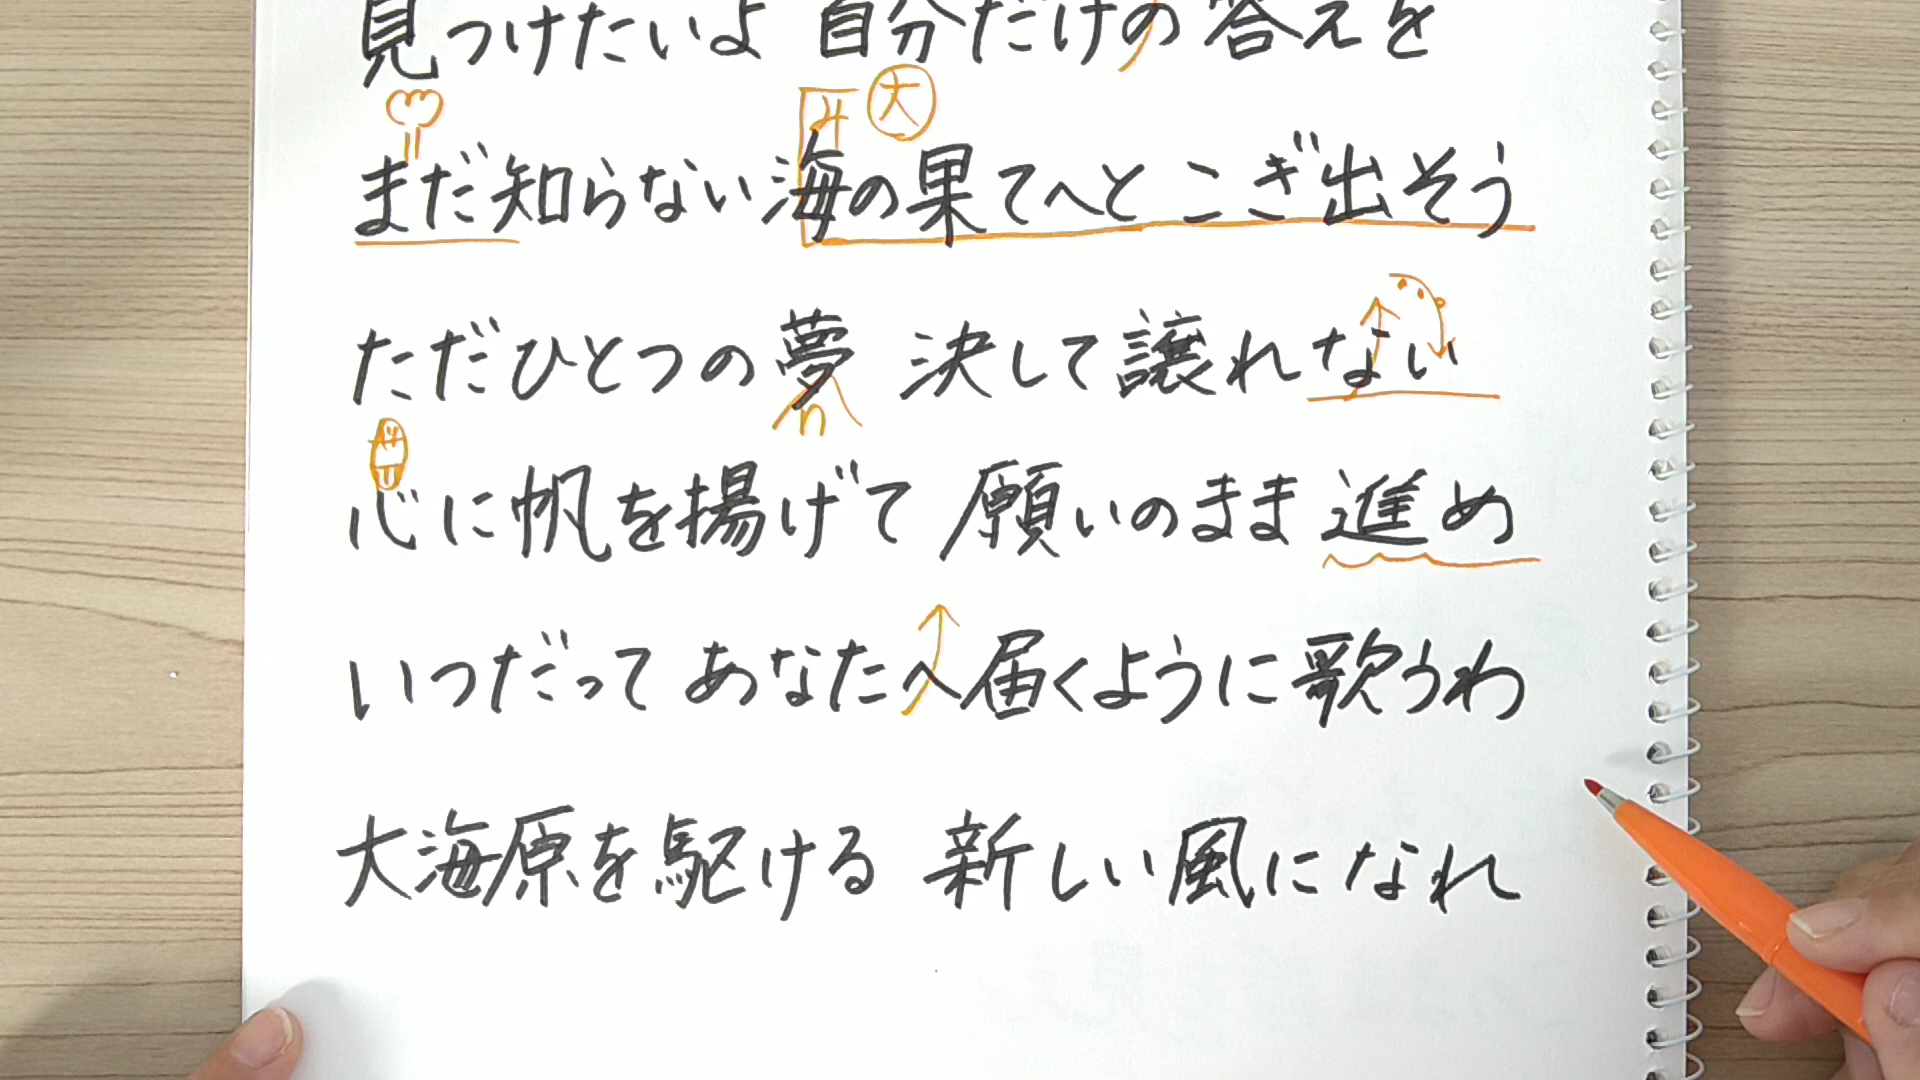 見つけたいよ 自分だけの答えを
み 大
まだ知らない海の果てへと こぎ出そう
ただひとつの夢 決して譲れない
心に帆を揚げて 願いのまま進め
いつだって あなたへ届くように 歌うわ
大海原を駆ける 新しい風になれ